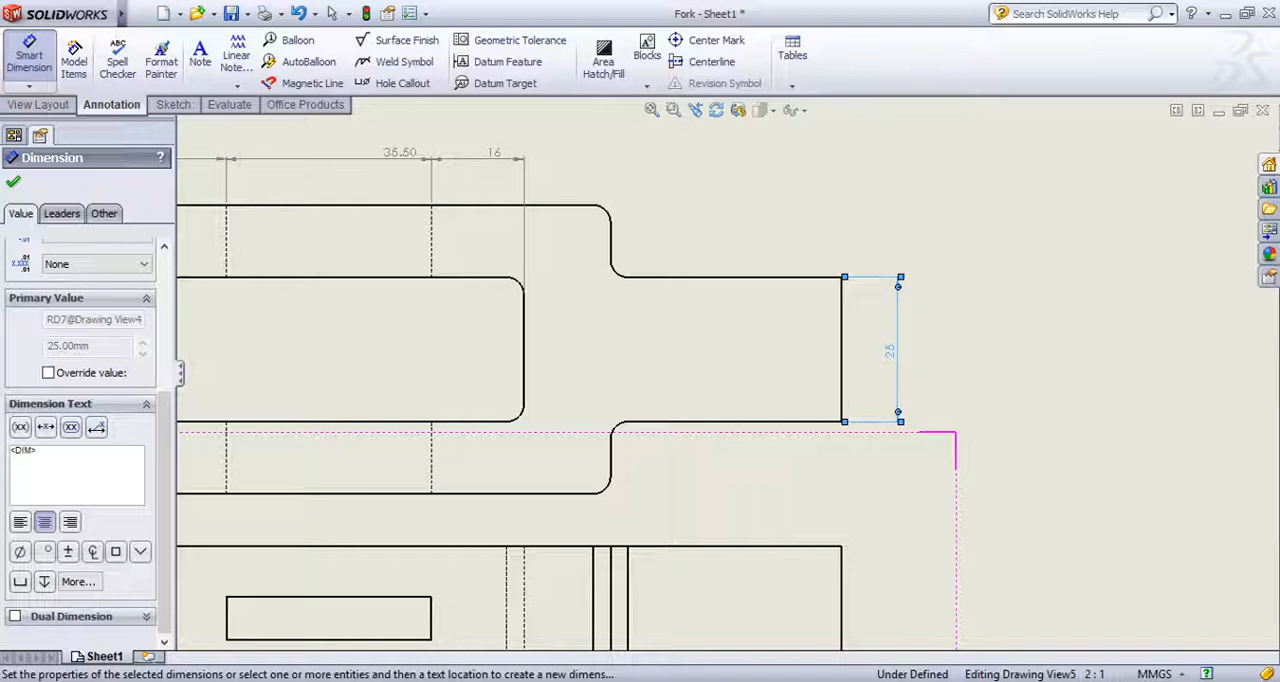 SOLIDWORKS
Fork - Sheet1 *
Search SolidWorks Help
Smart Dimension
Model Items
Spell Checker
Format Painter
Note
Linear Note...
Balloon
AutoBalloon
Magnetic Line
Surface Finish
Weld Symbol
Hole Callout
Geometric Tolerance
Datum Feature
Datum Target
Area Hatch/Fill
Blocks
Center Mark
Centerline
Revision Symbol
Tables
View Layout
Annotation
Sketch
Evaluate
Office Products
Dimension
?
Value
Leaders
Other
None
Primary Value
RD7@Drawing View4
25.00mm
Override value:
Dimension Text
(xx)
(xx)
<DIM>
More...
Dual Dimension
35.50
16
25
Sheet1
Set the properties of the selected dimensions or select one or more entities and then a text location to create a new dimens...
Under Defined
Editing Drawing View5
2 : 1
MMGS